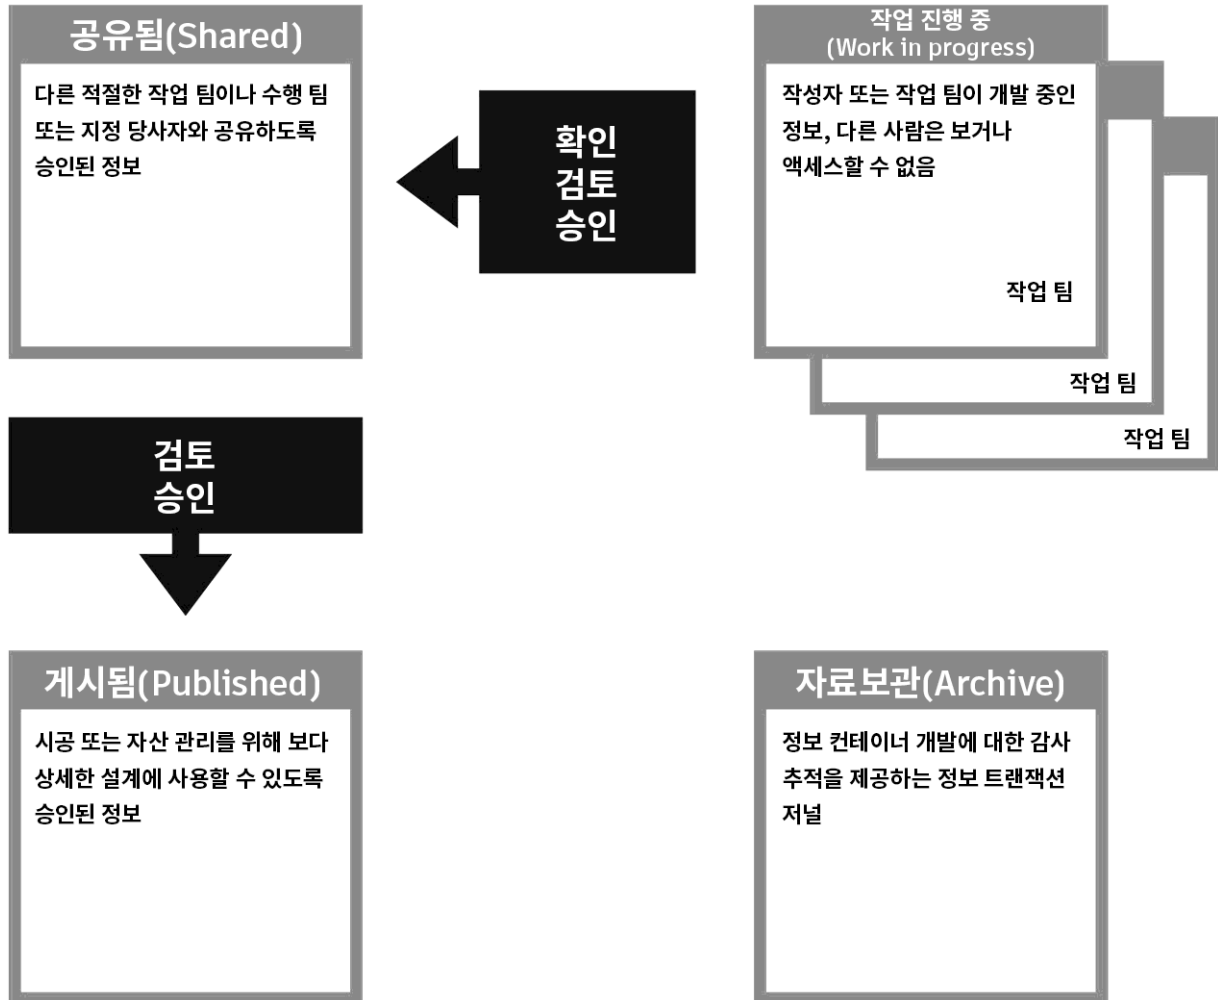 공유됨(Shared)
다른 적절한 작업 팀이나 수행 팀
또는 지정 당사자와 공유하도록
승인된 정보
확인
검토
승인
작업 진행 중
(Work in progress)
작성자 또는 작업 팀이 개발 중인
정보, 다른 사람은 보거나
액세스할 수 없음
작업 팀
작업 팀
작업 팀
검토
승인
게시됨(Published)
시공 또는 자산 관리를 위해 보다
상세한 설계에 사용할 수 있도록
승인된 정보
자료보관(Archive)
정보 컨테이너 개발에 대한 감사
추적을 제공하는 정보 트랜잭션
저널